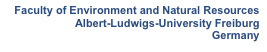 Faculty of Environment and Natural Resources
Albert-Ludwigs-University Freiburg
Germany